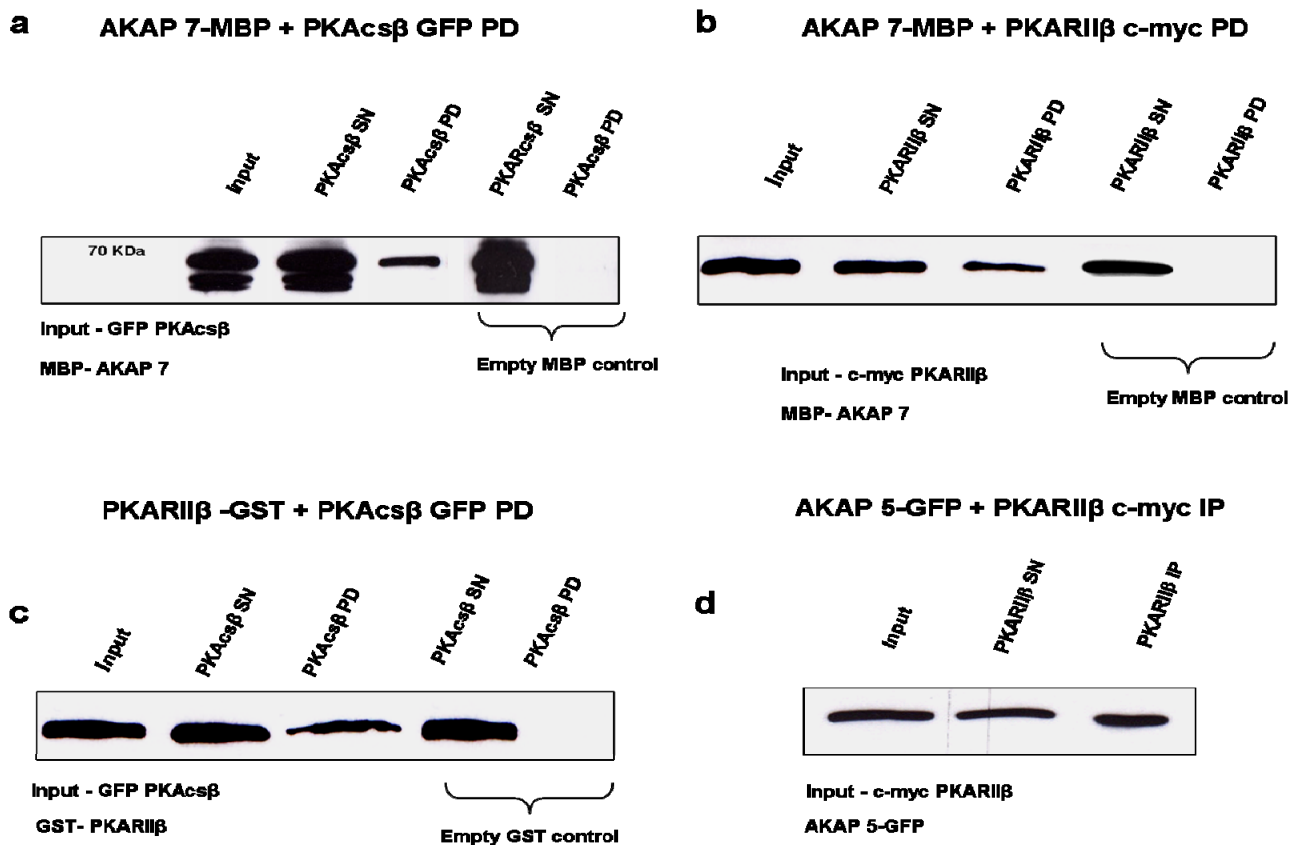 a
AKAP 7-MBP + PKAcsβ GFP PD
Input
PKAcsβ SN
PKAcsβ PD
PKARcsβ SN
PKAcsβ PD
70 KDa
Input - GFP PKAcsβ
MBP- AKAP 7
Empty MBP control
b
AKAP 7-MBP + PKARIIβ c-myc PD
Input
PKARIIβ SN
PKARIIβ PD
PKARIIβ SN
PKARIIβ PD
Input - c-myc PKARIIβ
MBP- AKAP 7
Empty MBP control
c
PKARIIβ -GST + PKAcsβ GFP PD
Input
PKAcsβ SN
PKAcsβ PD
PKAcsβ SN
PKAcsβ PD
Input - GFP PKAcsβ
GST- PKARIIβ
Empty GST control
d
AKAP 5-GFP + PKARIIβ c-myc IP
Input
PKARIIβ SN
PKARIIβ IP
Input - c-myc PKARIIβ
AKAP 5-GFP